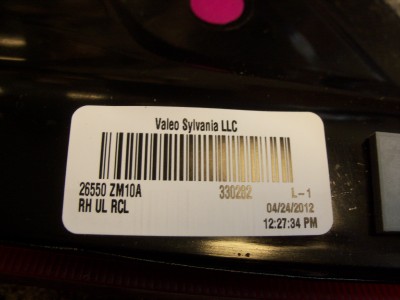 Valeo Sylvania LLC
26550 ZM10A 330202 L-1
RH UL RCL 04/24/2012
12:27:34 PM